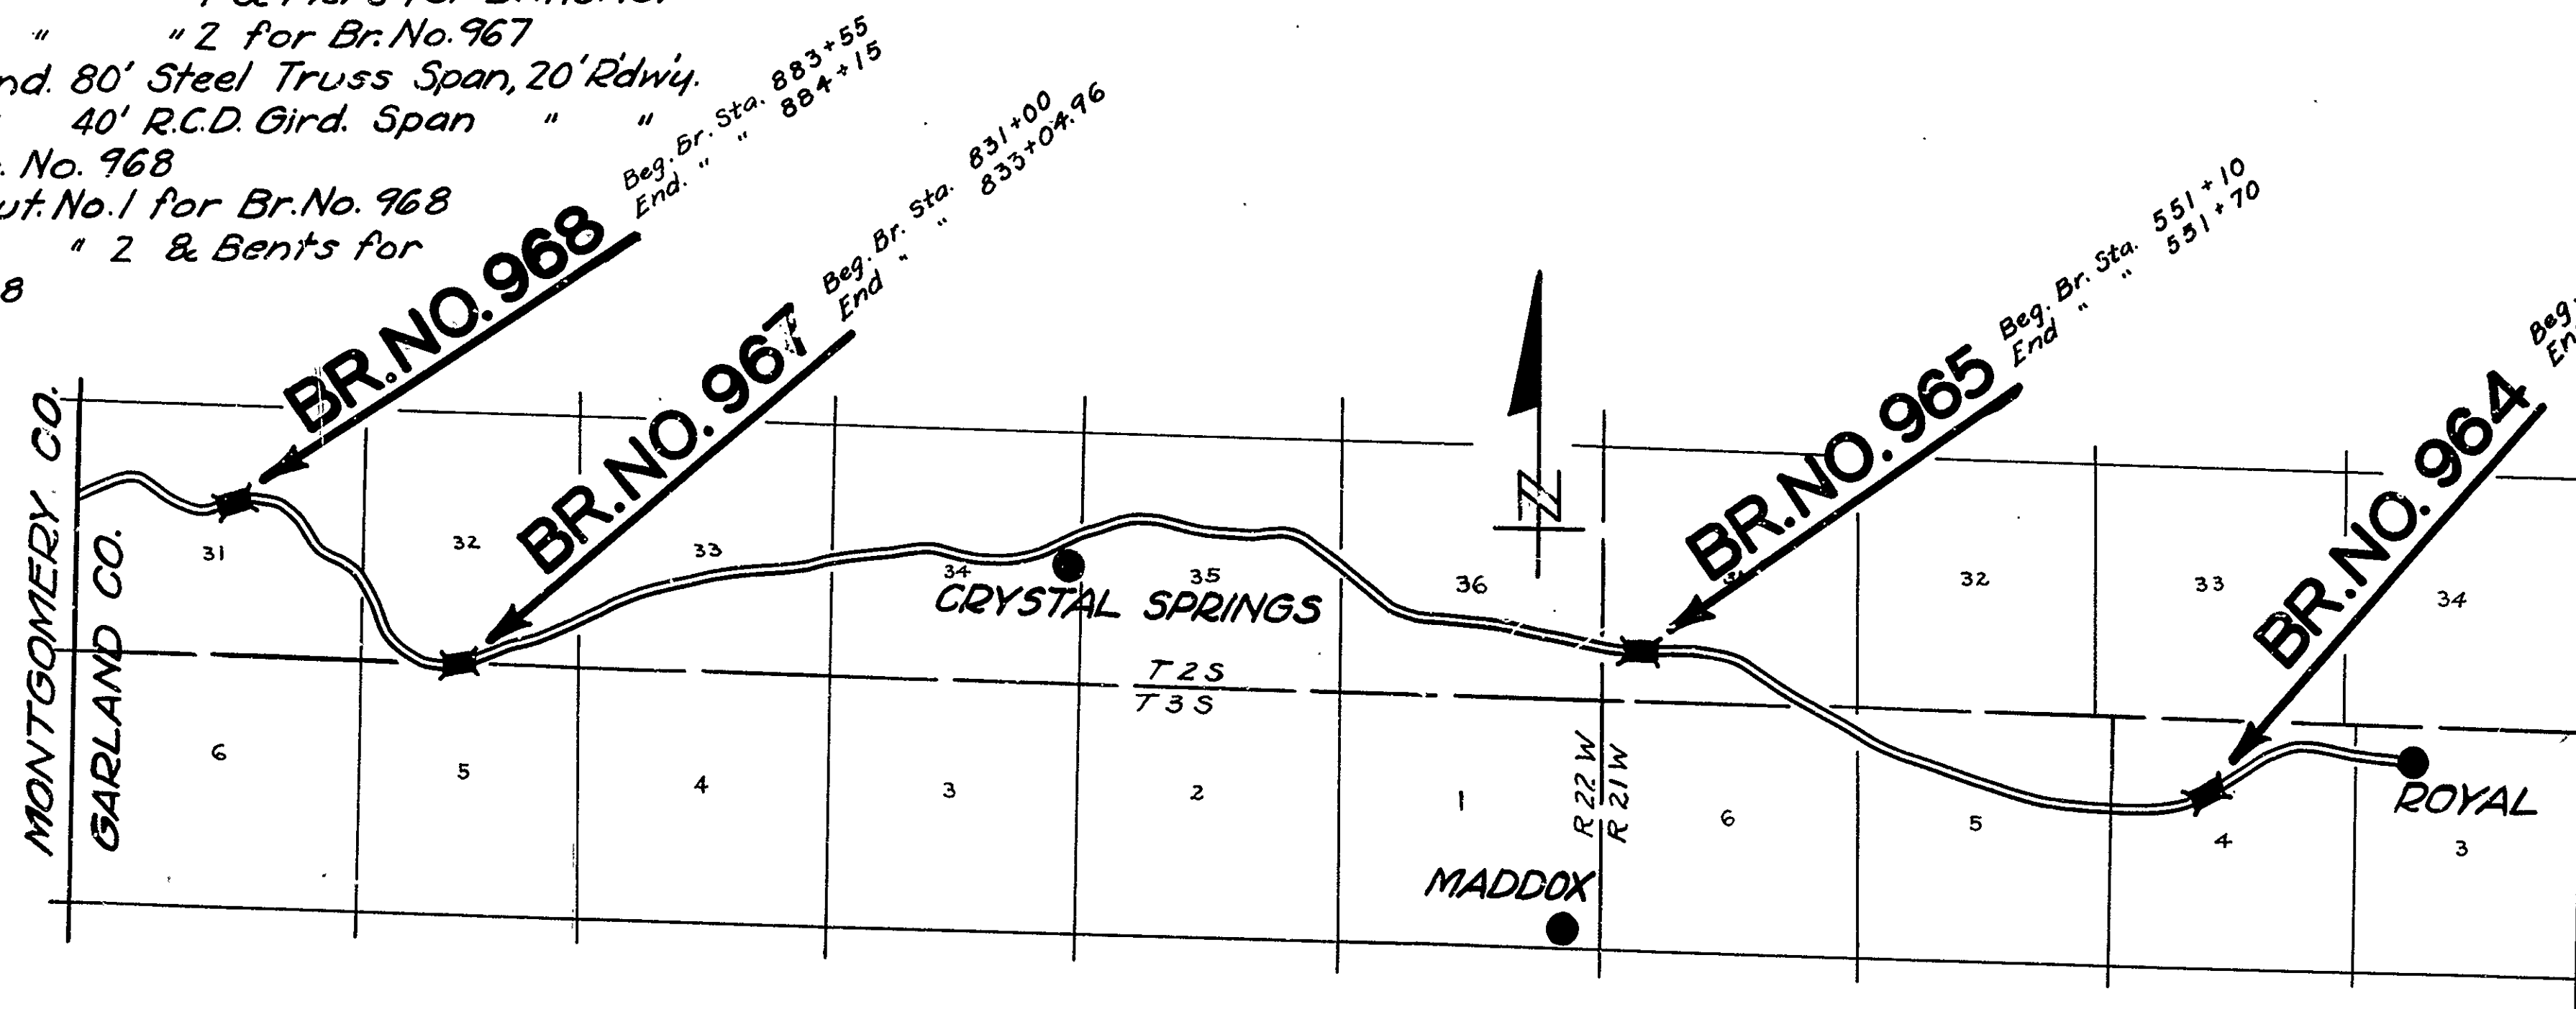 " " 2 for Br. No. 967
80' Steel Truss Span, 20' Rdw'y.
40' R.C.D. Gird. Span " "
No. 968
No. 1 for Br. No. 968
" 2 & Bents for
8
Beg. Br. Sta. 883+55
End. " " 884+15
BR. NO. 968
Beg. Br. Sta. 831+00
End " " 833+04.96
BR. NO. 967
Beg. Br. Sta. 551+10
End " " 551+70
BR. NO. 965
Beg.
BR. NO. 964
MONTGOMERY CO.
GARLAND CO.
N
31
32
33
34
35
36
31
32
33
34
CRYSTAL SPRINGS
T 2 S
T 3 S
R 22 W
R 21 W
6
5
4
3
2
1
6
5
4
3
ROYAL
MADDOX